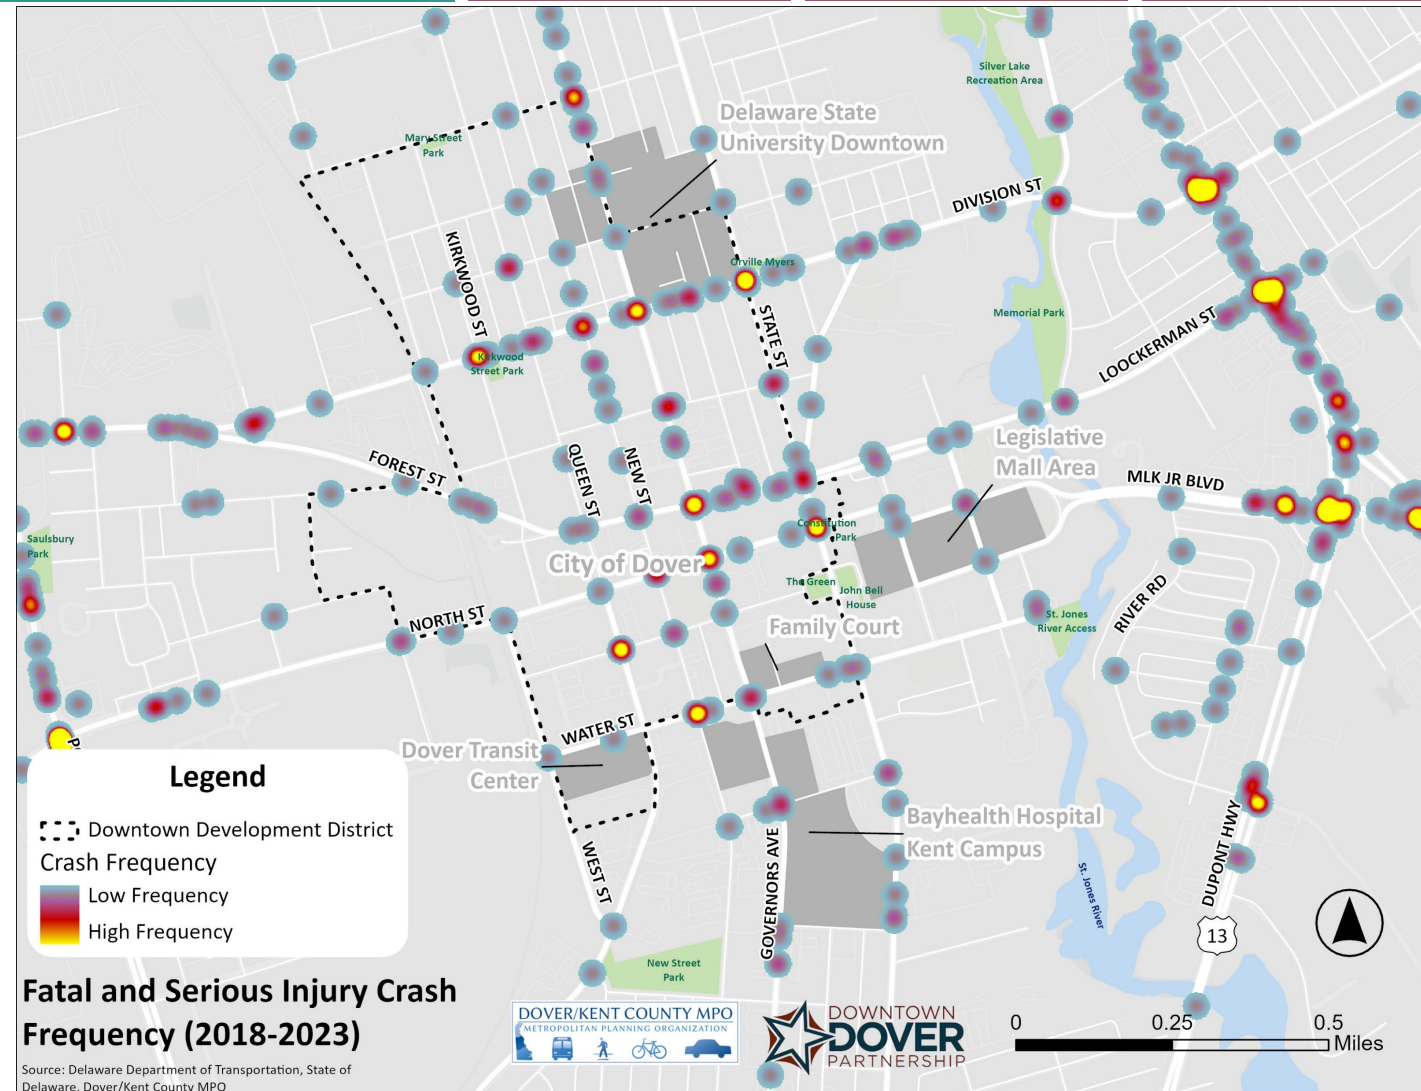 Silver Lake
Recreation Area
Delaware State
University Downtown
Mary Street
Park
DIVISION ST
KIRKWOOD ST
Orville Myers
Memorial Park
STATE ST
LOOCKERMAN ST
Kirkwood
Street Park
Legislative
Mall Area
FOREST ST
QUEEN ST
NEW ST
MLK JR BLVD
Constitution
Park
Saulsbury
Park
City of Dover
The Green
John Bell
House
RIVER RD
NORTH ST
St. Jones
River Access
Family Court
WATER ST
Dover Transit
Center
Bayhealth Hospital
Kent Campus
WEST ST
GOVERNORS AVE
St. Jones River
DUPONT HWY
13
New Street
Park
Legend
Downtown Development District
Crash Frequency
Low Frequency
High Frequency
Fatal and Serious Injury Crash
Frequency (2018-2023)
Source: Delaware Department of Transportation, State of
Delaware, Dover/Kent County MPO
DOVER/KENT COUNTY MPO
METROPOLITAN PLANNING ORGANIZATION
DOWNTOWN
DOVER
PARTNERSHIP
0 0.25 0.5
Miles